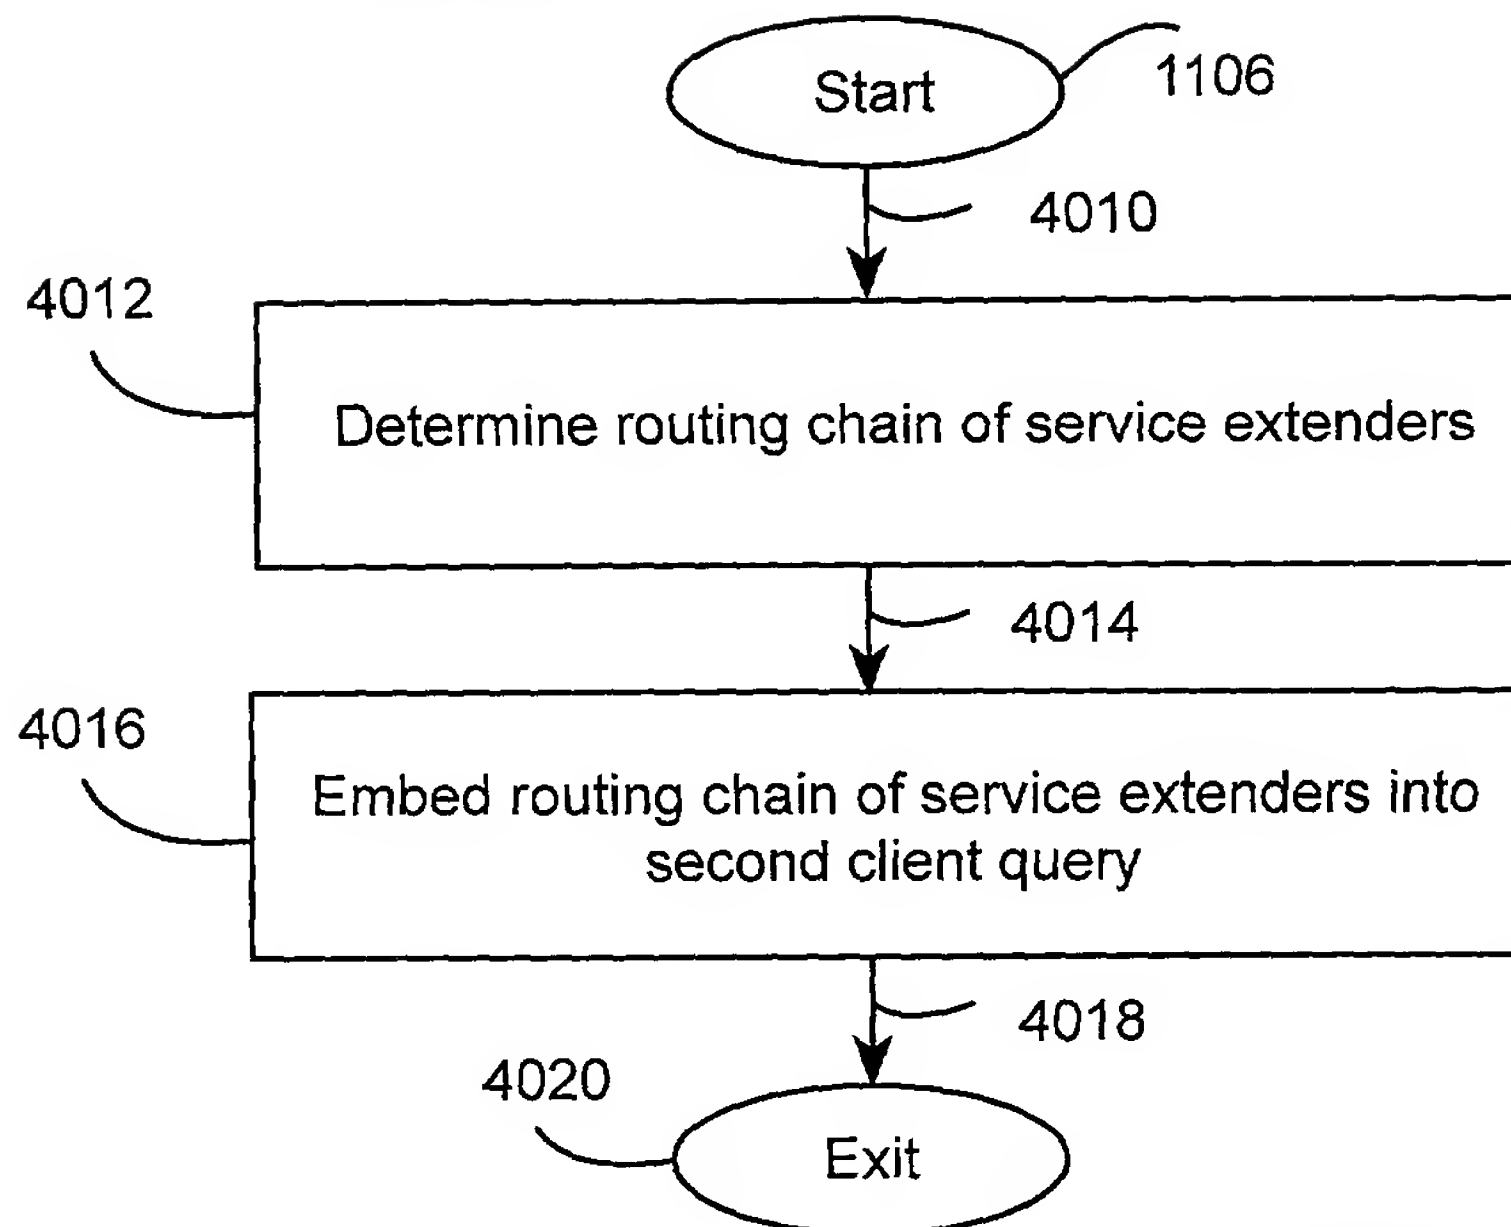 Start
1106
4010
4012
Determine routing chain of service extenders
4014
4016
Embed routing chain of service extenders into
second client query
4018
4020
Exit